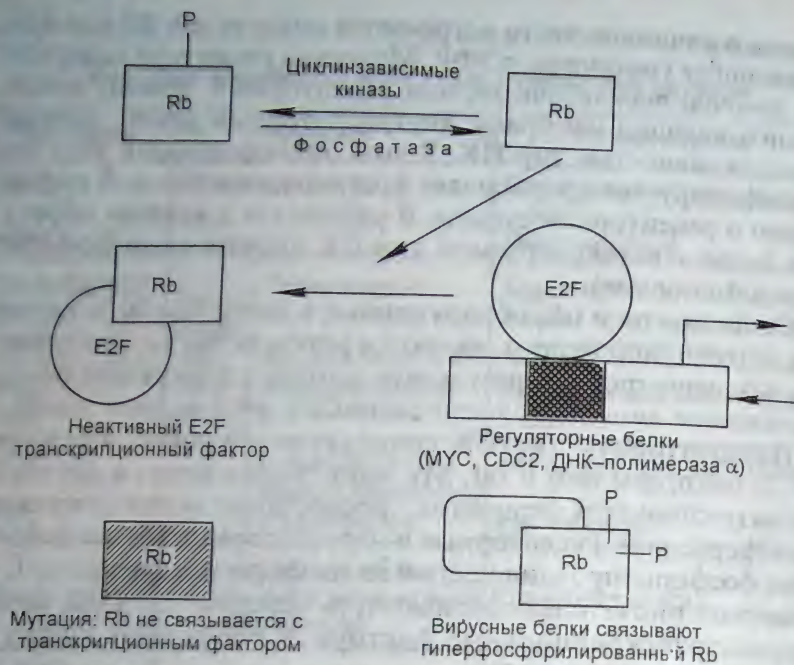 P
Rb
Циклинзависимые
киназы
Фосфатаза
Rb
Rb
E2F
E2F
Неактивный E2F
транскрипционный фактор
Регуляторные белки
(MYC, CDC2, ДНК–полимераза α)
Rb
Мутация: Rb не связывается с
транскрипционным фактором
P
P
Rb
Вирусные белки связывают
гиперфосфорилированный Rb